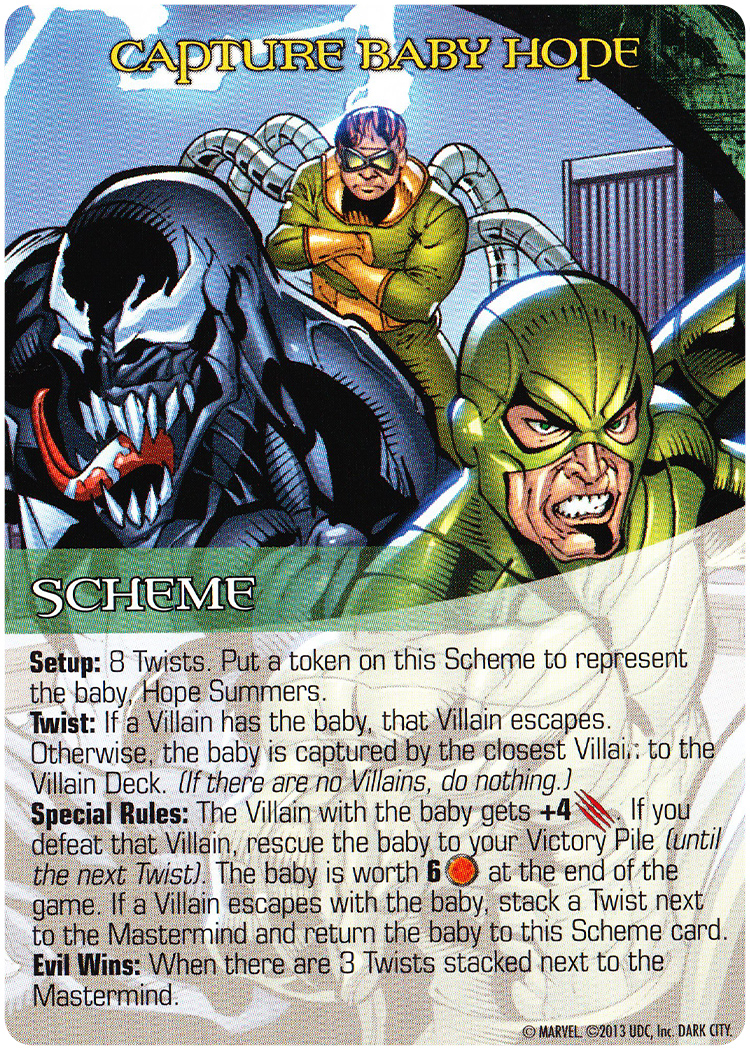 CAPTURE BABY HOPE
SCHEME
Setup: 8 Twists. Put a token on this Scheme to represent
the baby, Hope Summers.
Twist: If a Villain has the baby, that Villain escapes.
Otherwise, the baby is captured by the closest Villain to the
Villain Deck. (If there are no Villains, do nothing.)
Special Rules: The Villain with the baby gets +4 . If you
defeat that Villain, rescue the baby to your Victory Pile (until
the next Twist). The baby is worth 6 at the end of the
game. If a Villain escapes with the baby, stack a Twist next
to the Mastermind and return the baby to this Scheme card.
Evil Wins: When there are 3 Twists stacked next to the
Mastermind.
© MARVEL. ©2013 UDC, Inc. DARK CITY.